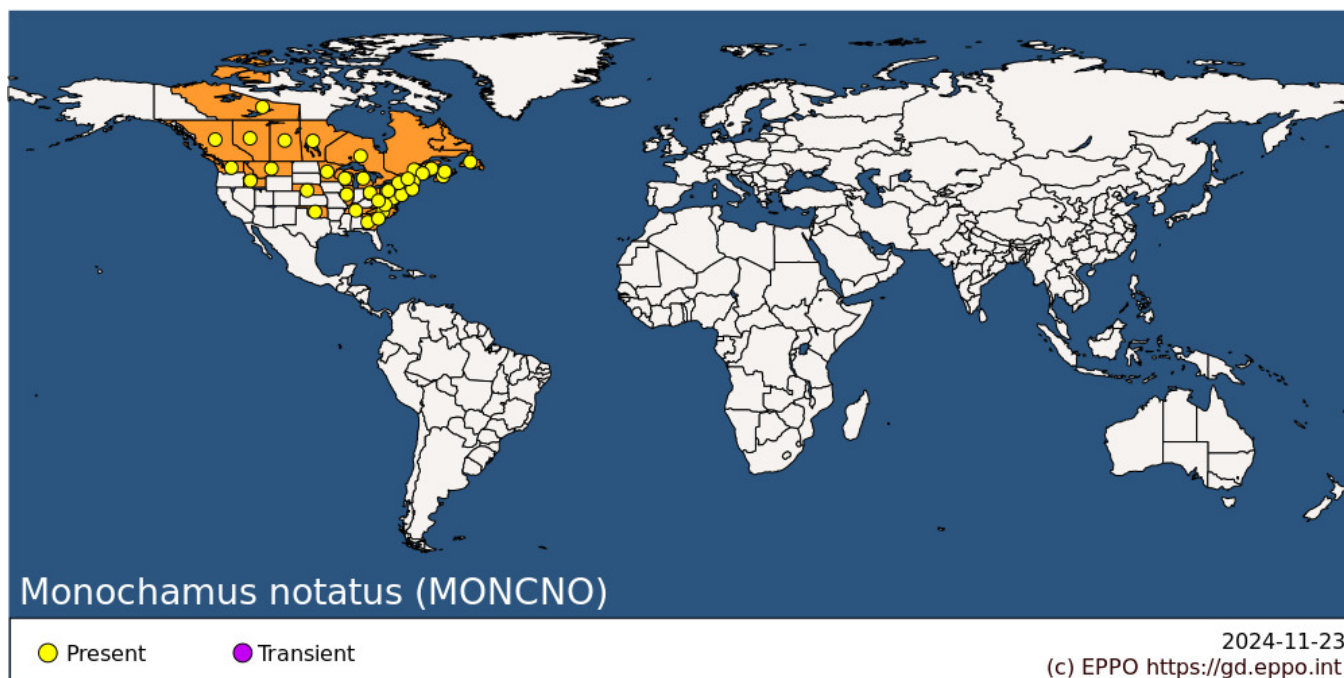 Monochamus notatus (MONCNO)
Present
Transient
2024-11-23
(c) EPPO https://gd.eppo.int